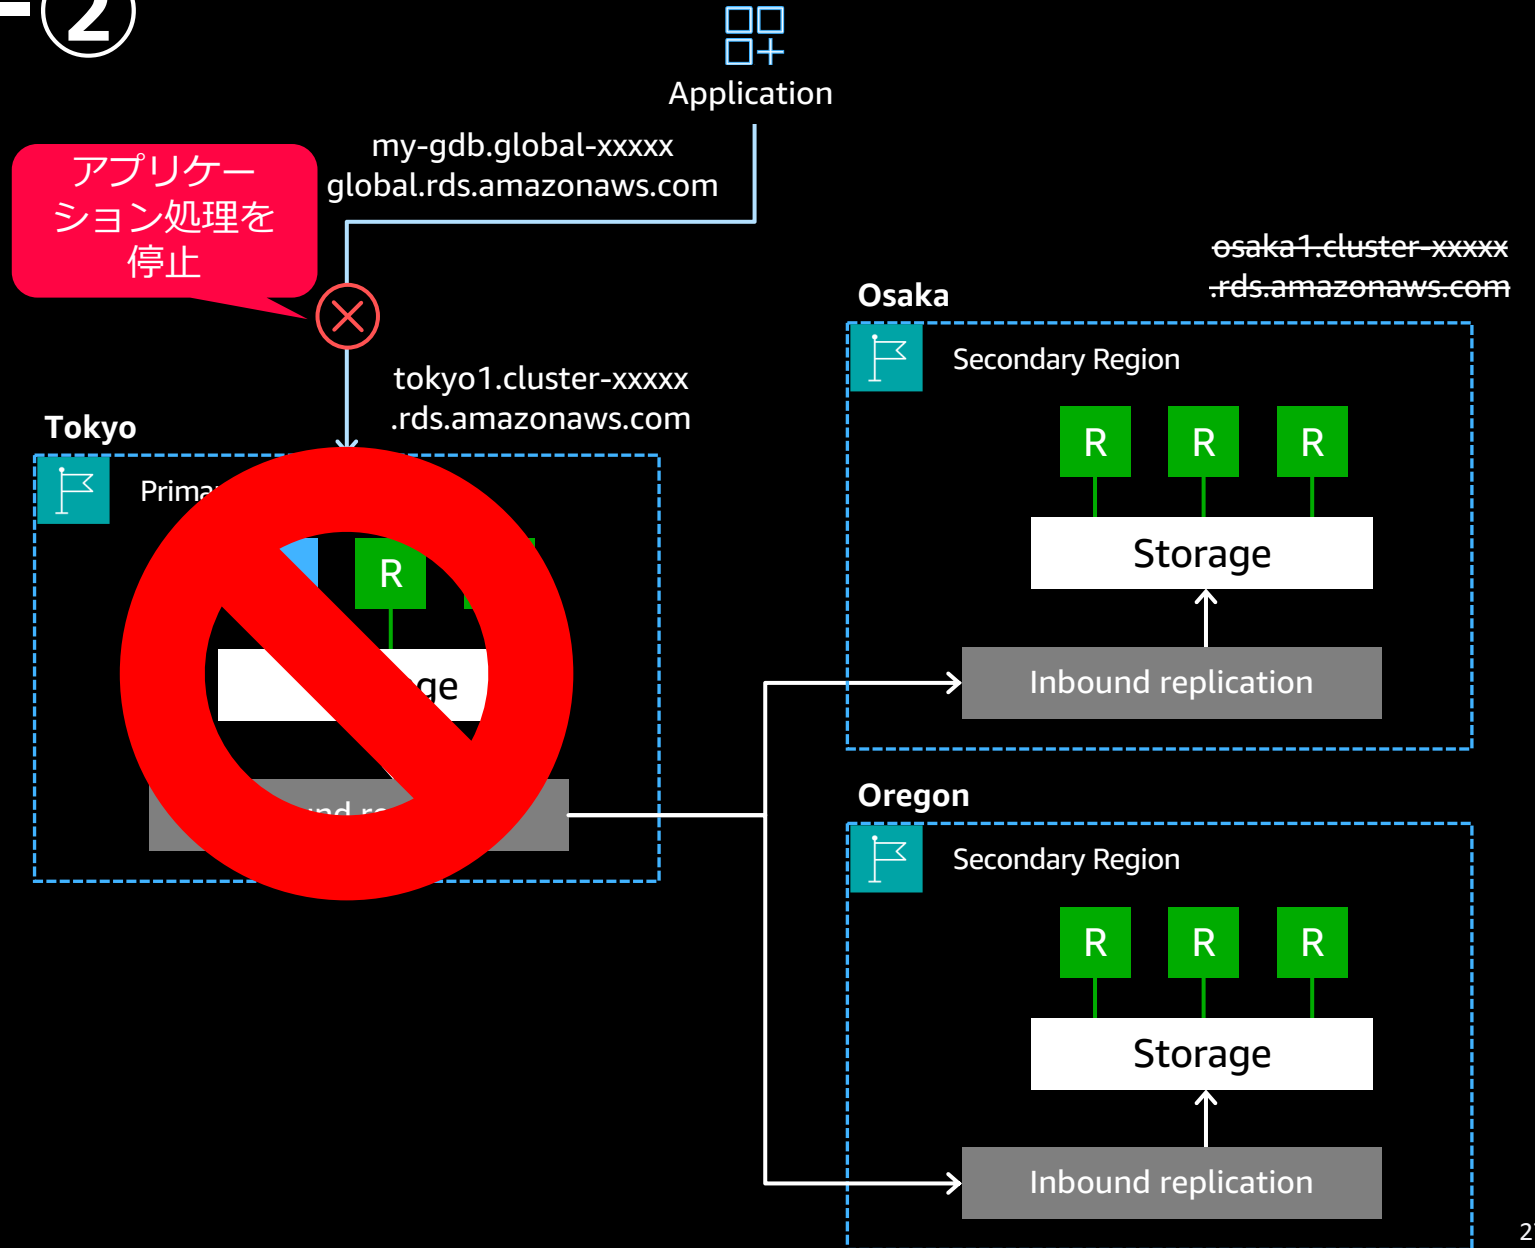 ②
Application
my-gdb.global-xxxxx
global.rds.amazonaws.com
アプリケー
ション処理を
停止
osaka1.cluster-xxxxx
.rds.amazonaws.com
Osaka
Secondary Region
tokyo1.cluster-xxxxx
.rds.amazonaws.com
Tokyo
R R R
R
Storage
Inbound replication
Oregon
Secondary Region
R R R
Storage
Inbound replication